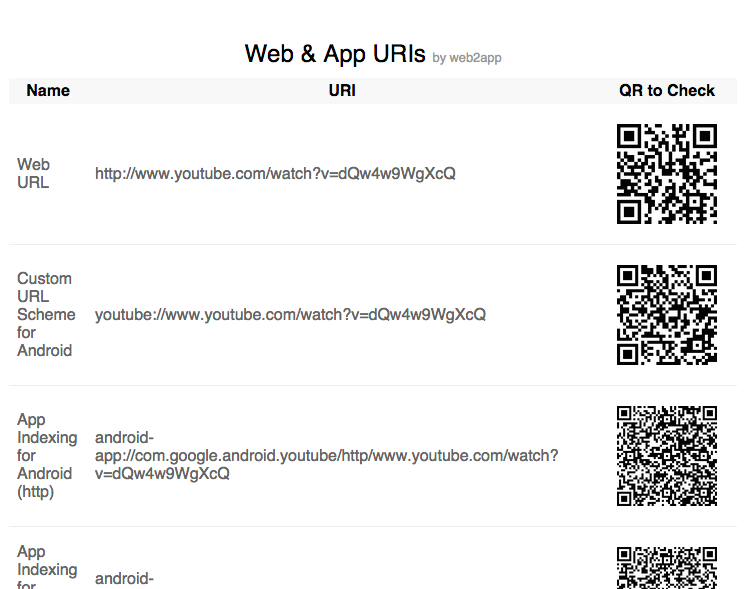 Web & App URIs by web2app
Name URI QR to Check
Web
URL
http://www.youtube.com/watch?v=dQw4w9WgXcQ
Custom
URL
Scheme
for
Android
youtube://www.youtube.com/watch?v=dQw4w9WgXcQ
App
Indexing
for
Android
(http)
android-
app://com.google.android.youtube/http/www.youtube.com/watch?
v=dQw4w9WgXcQ
App
Indexing
for
android-